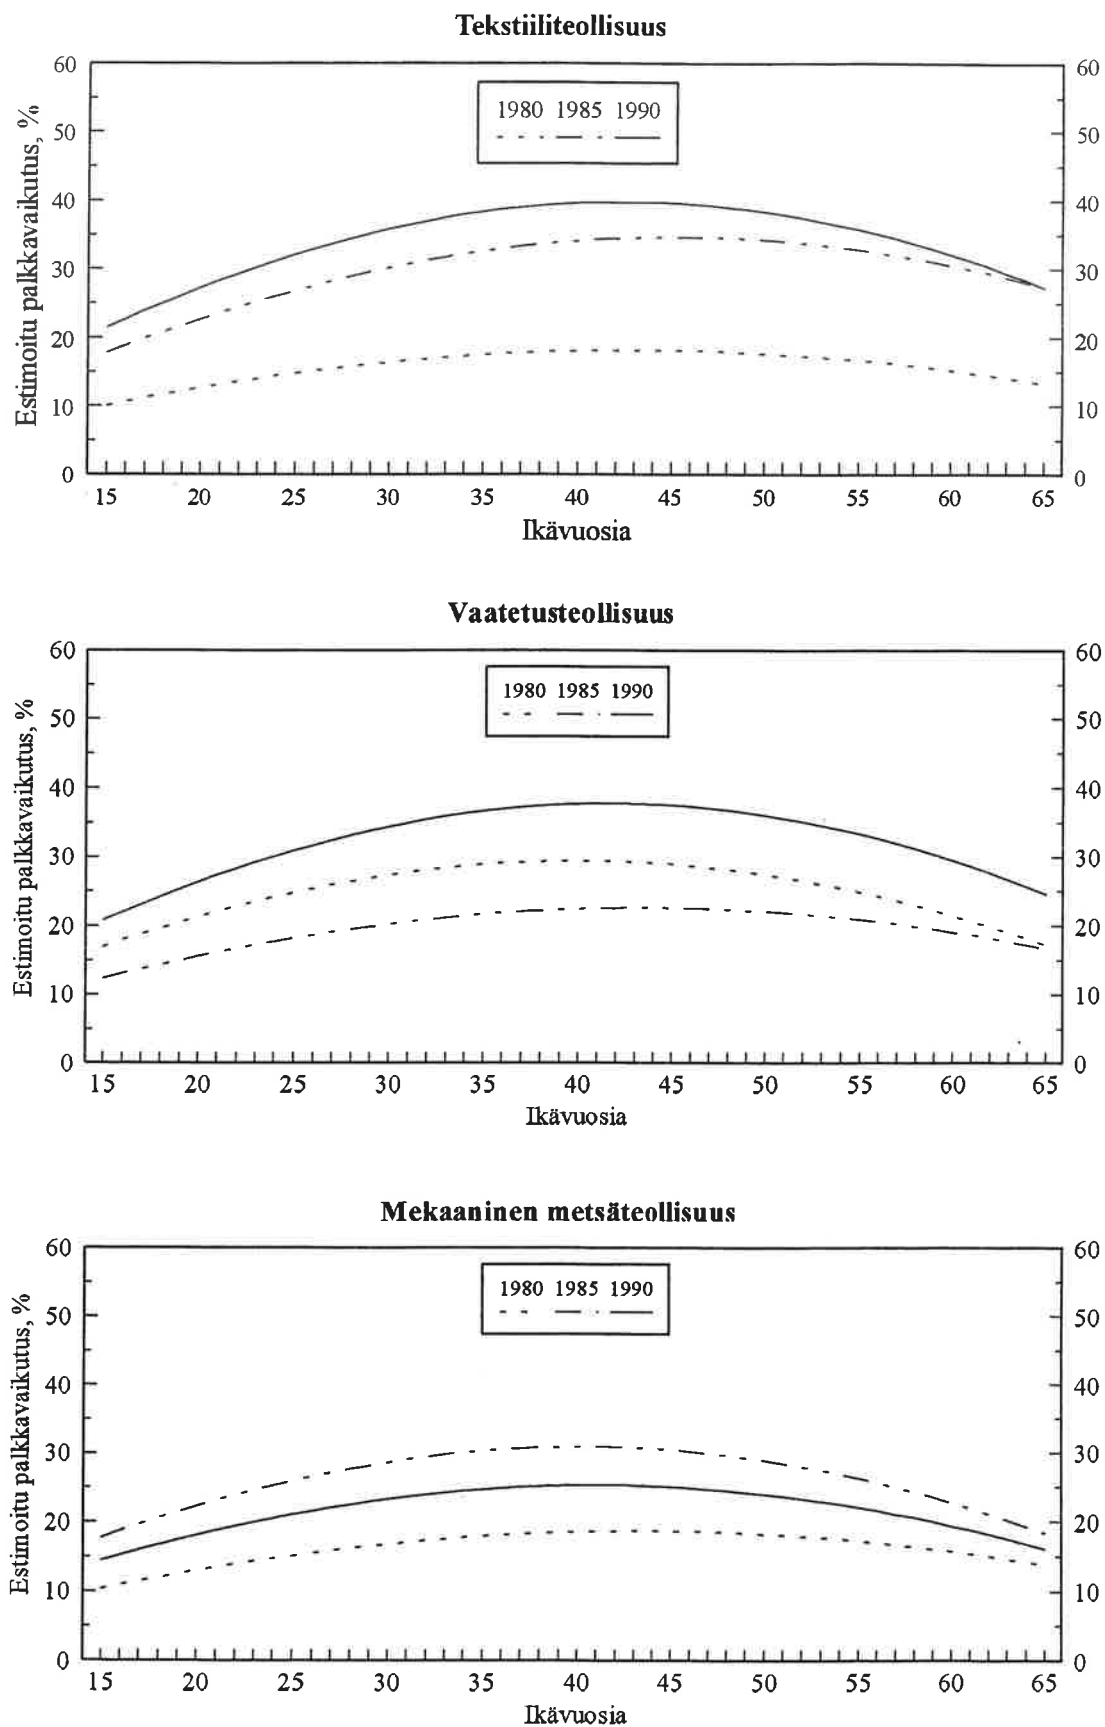 Tekstiiliteollisuus
60 60
1980 1985 1990
50 50
40 40
30 30
20 20
10 10
0 0
Estimoitu palkkavaikutus, %
15 20 25 30 35 40 45 50 55 60 65
Ikävuosia
Vaatetusteollisuus
60 60
1980 1985 1990
50 50
40 40
30 30
20 20
10 10
0 0
Estimoitu palkkavaikutus, %
15 20 25 30 35 40 45 50 55 60 65
Ikävuosia
Mekaaninen metsäteollisuus
60 60
1980 1985 1990
50 50
40 40
30 30
20 20
10 10
0 0
Estimoitu palkkavaikutus, %
15 20 25 30 35 40 45 50 55 60 65
Ikävuosia